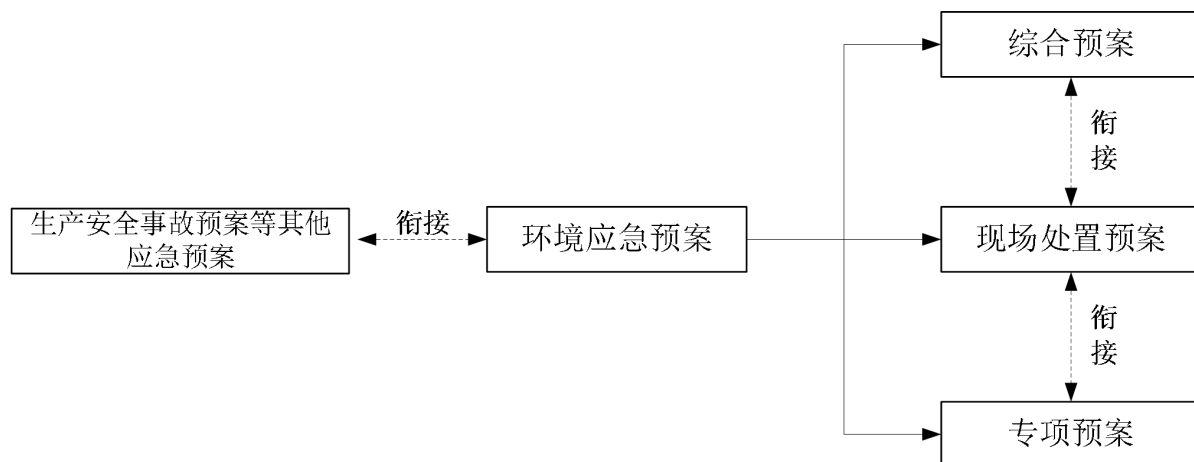 综合预案
衔
接
生产安全事故预案等其他
应急预案
衔接
环境应急预案
现场处置预案
衔
接
专项预案